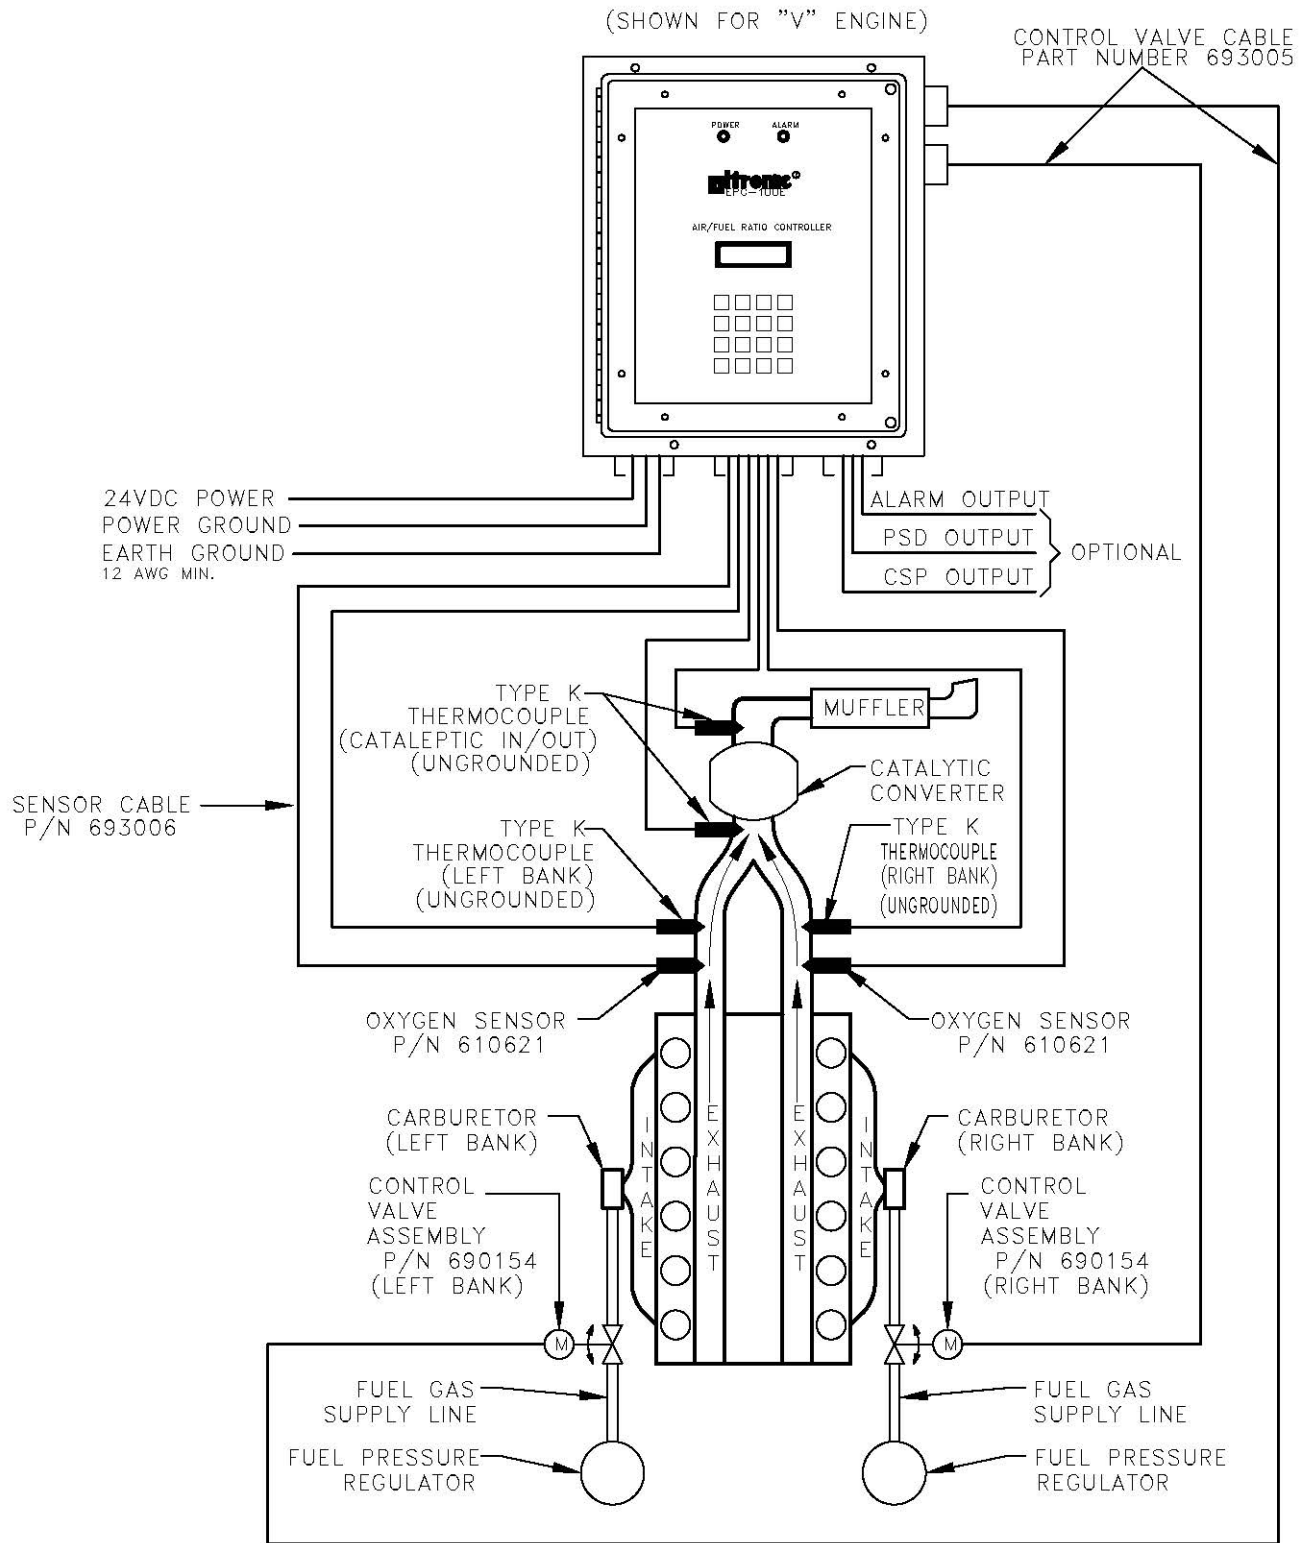 (SHOWN FOR "V" ENGINE)
CONTROL VALVE CABLE
PART NUMBER 693005
POWER
ALARM
altronic®
EPC-100E
AIR/FUEL RATIO CONTROLLER
24VDC POWER
POWER GROUND
EARTH GROUND
12 AWG MIN.
ALARM OUTPUT
PSD OUTPUT
CSP OUTPUT
OPTIONAL
TYPE K
THERMOCOUPLE
(CATALEPTIC IN/OUT)
(UNGROUNDED)
MUFFLER
CATALYTIC
CONVERTER
SENSOR CABLE
P/N 693006
TYPE K
THERMOCOUPLE
(LEFT BANK)
(UNGROUNDED)
TYPE K
THERMOCOUPLE
(RIGHT BANK)
(UNGROUNDED)
OXYGEN SENSOR
P/N 610621
OXYGEN SENSOR
P/N 610621
CARBURETOR
(LEFT BANK)
INTAKE
EXHAUST
EXHAUST
INTAKE
CARBURETOR
(RIGHT BANK)
CONTROL
VALVE
ASSEMBLY
P/N 690154
(LEFT BANK)
CONTROL
VALVE
ASSEMBLY
P/N 690154
(RIGHT BANK)
M
M
FUEL GAS
SUPPLY LINE
FUEL GAS
SUPPLY LINE
FUEL PRESSURE
REGULATOR
FUEL PRESSURE
REGULATOR